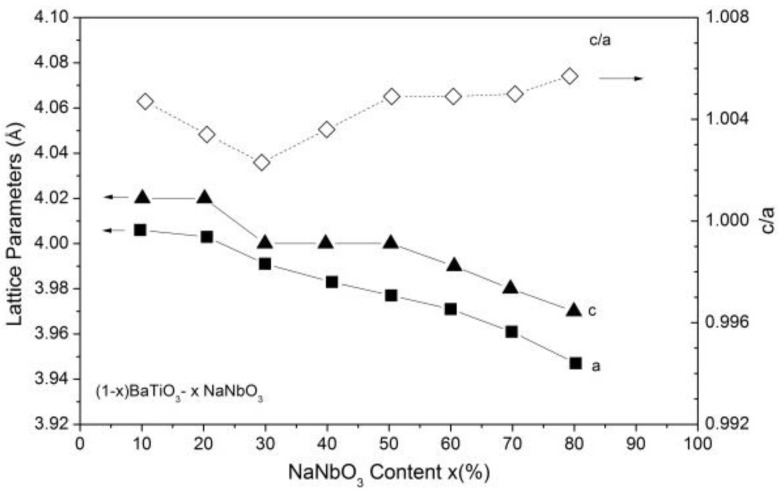 4.10
4.08
4.06
4.04
4.02
4.00
3.98
3.96
3.94
3.92
Lattice Parameters (Å)
1.008
1.004
1.000
0.996
0.992
c/a
c/a
c
a
(1-x)BaTiO₃- x NaNbO₃
0 10 20 30 40 50 60 70 80 90 100
NaNbO₃ Content x(%)